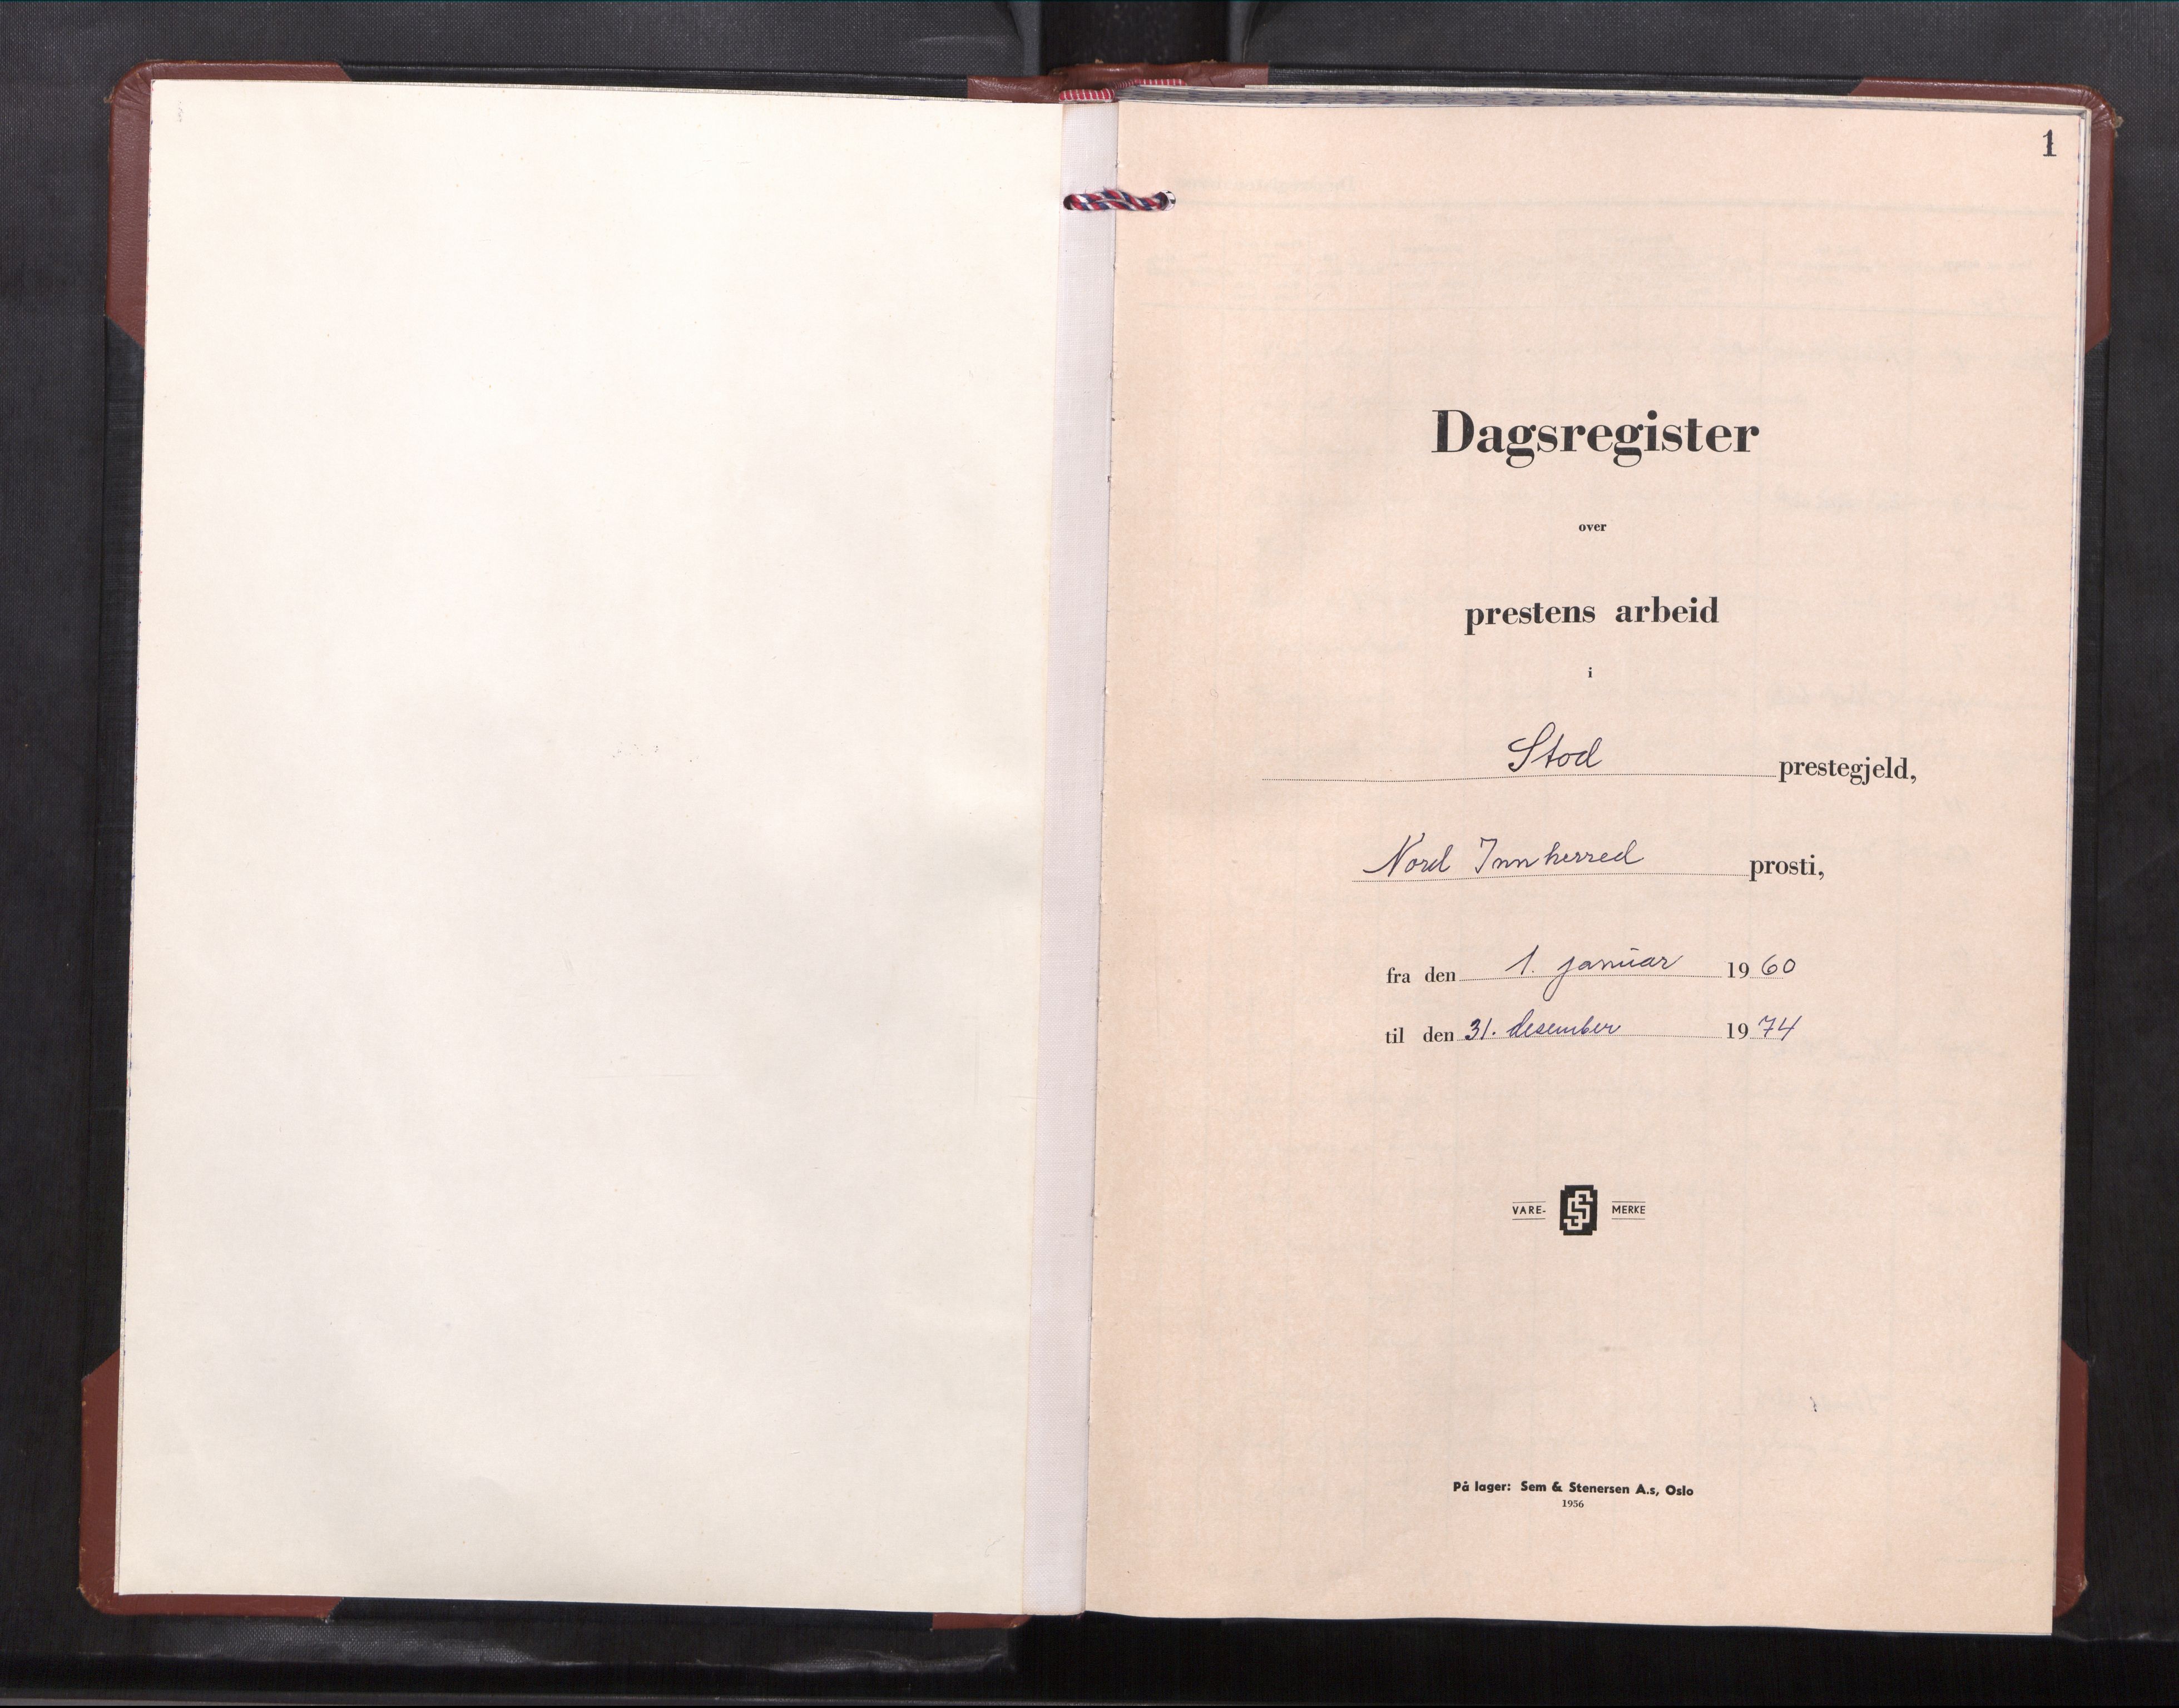 1
Dagsregister
over
prestens arbeid
i
Stod prestegjeld,
Nord Innherred prosti,
fra den 1. januar 1960
til den 31. desember 1974
VARE- SS MERKE
På lager: Sem & Stenersen A.s, Oslo
1956